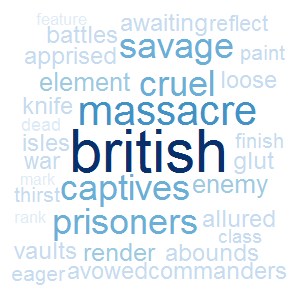 feature
awaiting reflect
battles
savage
apprised
paint
element cruel loose
knife massacre
dead
isles british finish
war
glut
mark
captives enemy
thirst
rank
prisoners allured
class
vaults render abounds
eager avowed commanders